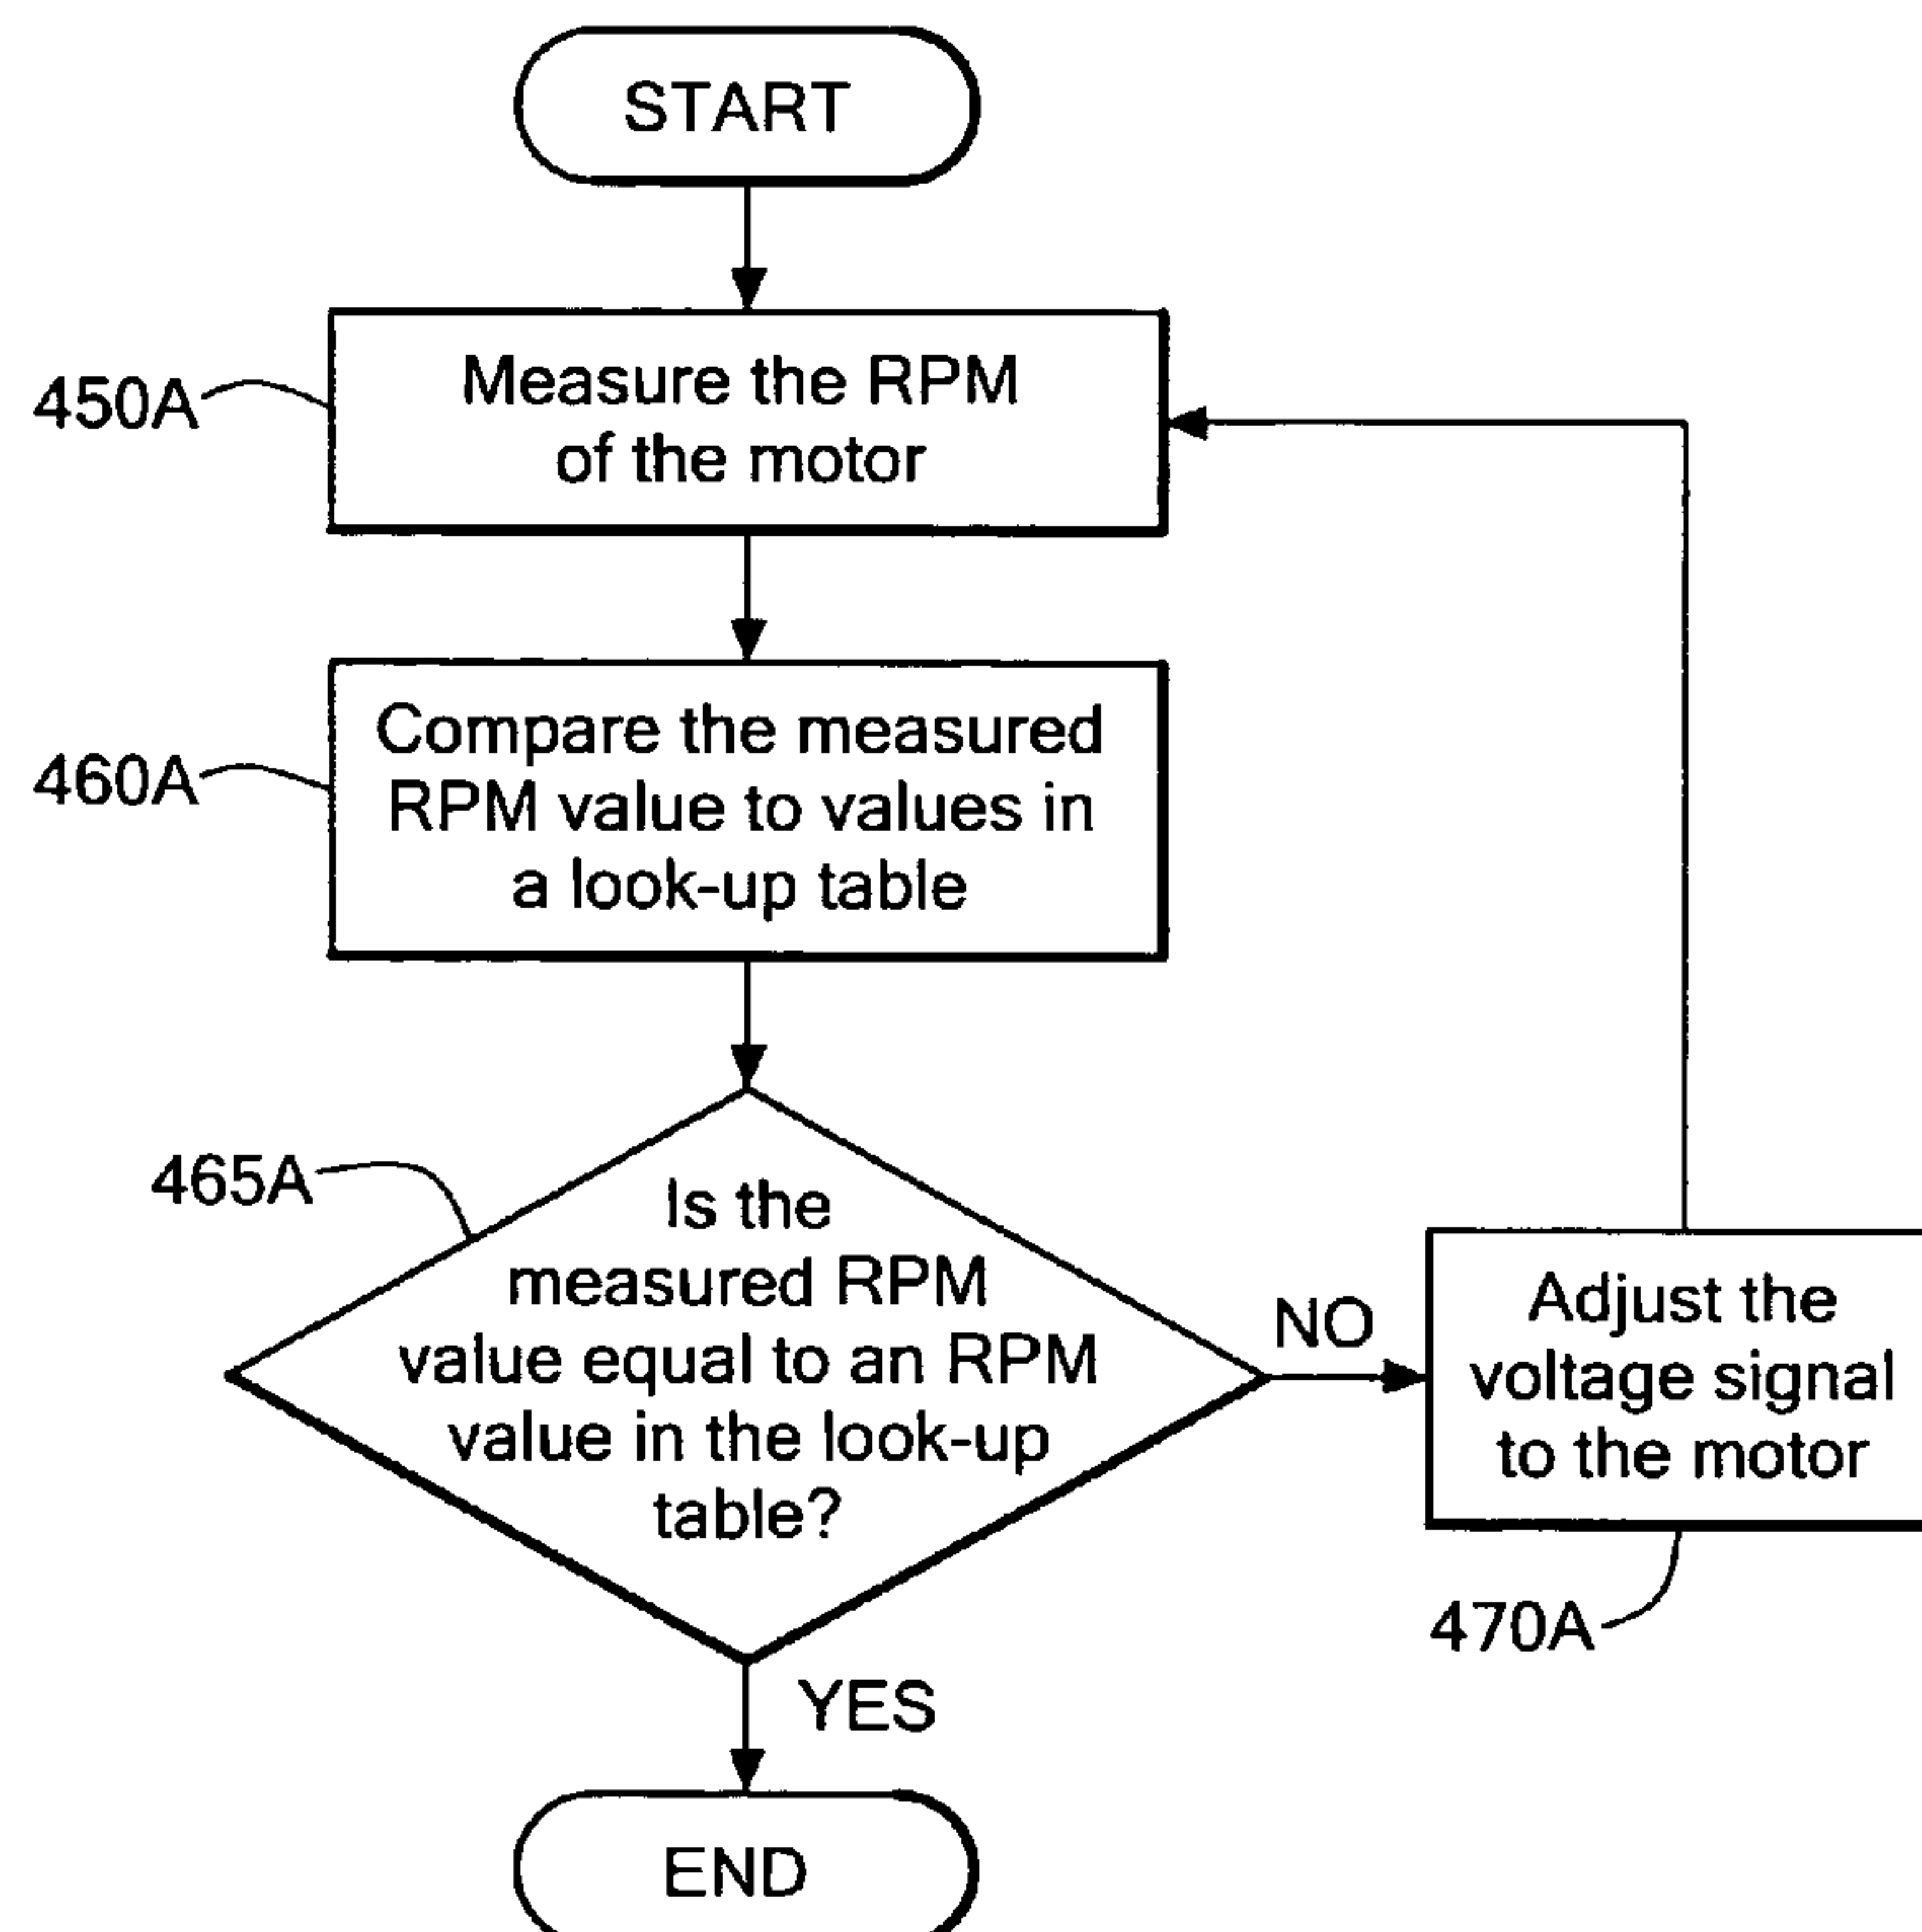 START
450A
Measure the RPM
of the motor
460A
Compare the measured
RPM value to values in
a look-up table
465A
Is the
measured RPM
value equal to an RPM
value in the look-up
table?
NO
Adjust the
voltage signal
to the motor
470A
YES
END